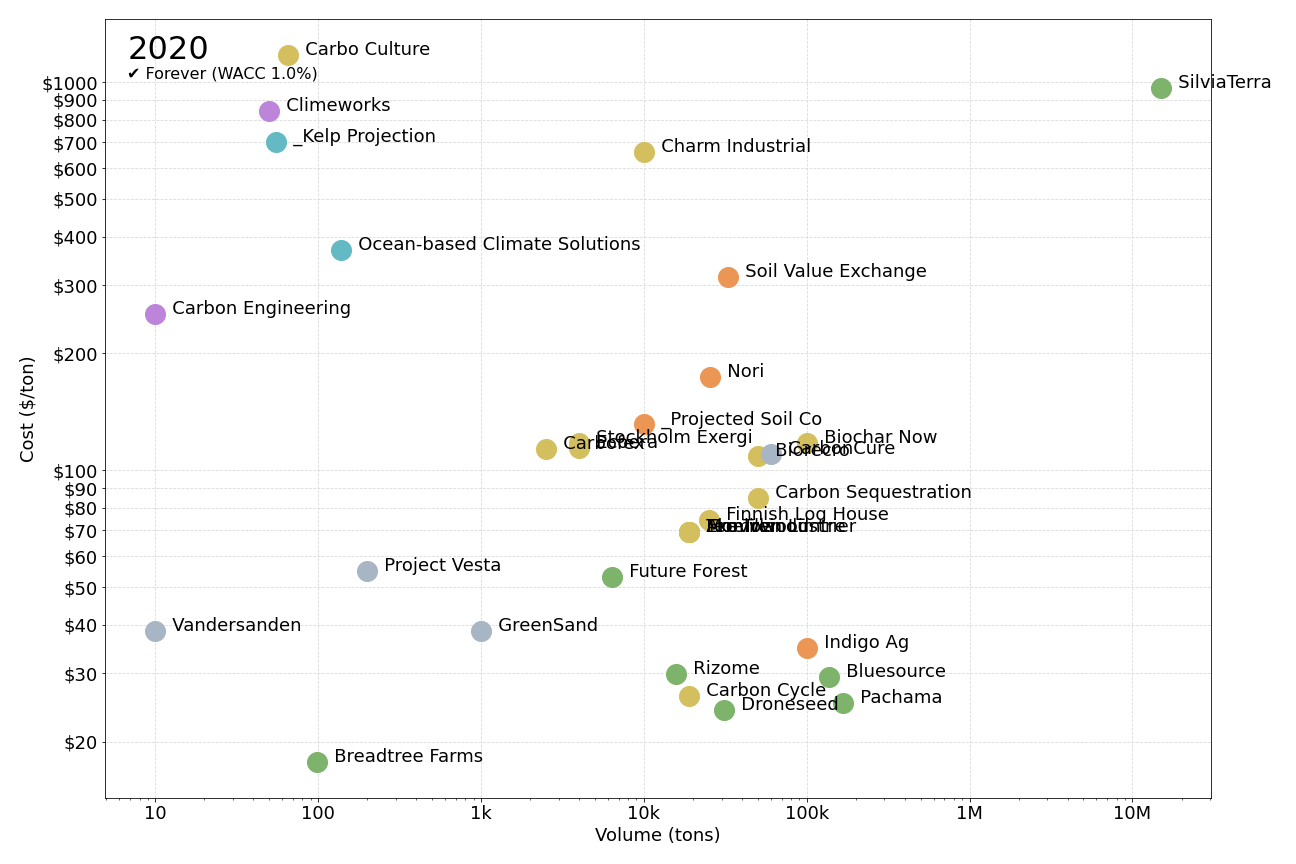 2020
✔ Forever (WACC 1.0%)
Carbo Culture
SilviaTerra
Climeworks
_Kelp Projection
Charm Industrial
Ocean-based Climate Solutions
Soil Value Exchange
Carbon Engineering
Nori
_Projected Soil Co
Stockholm Exergi
Biochar Now
Carbofex
Echera
CarbonCure
Biorecro
Carbon Sequestration
Finnish Log House
Project Vesta
Future Forest
Vandersanden
GreenSand
Indigo Ag
Rizome
Bluesource
Carbon Cycle
Pachama
Droneseed
Breadtree Farms
Cost ($/ton)
$1000
$900
$800
$700
$600
$500
$400
$300
$200
$100
$90
$80
$70
$60
$50
$40
$30
$20
10
100
1k
10k
100k
1M
10M
Volume (tons)